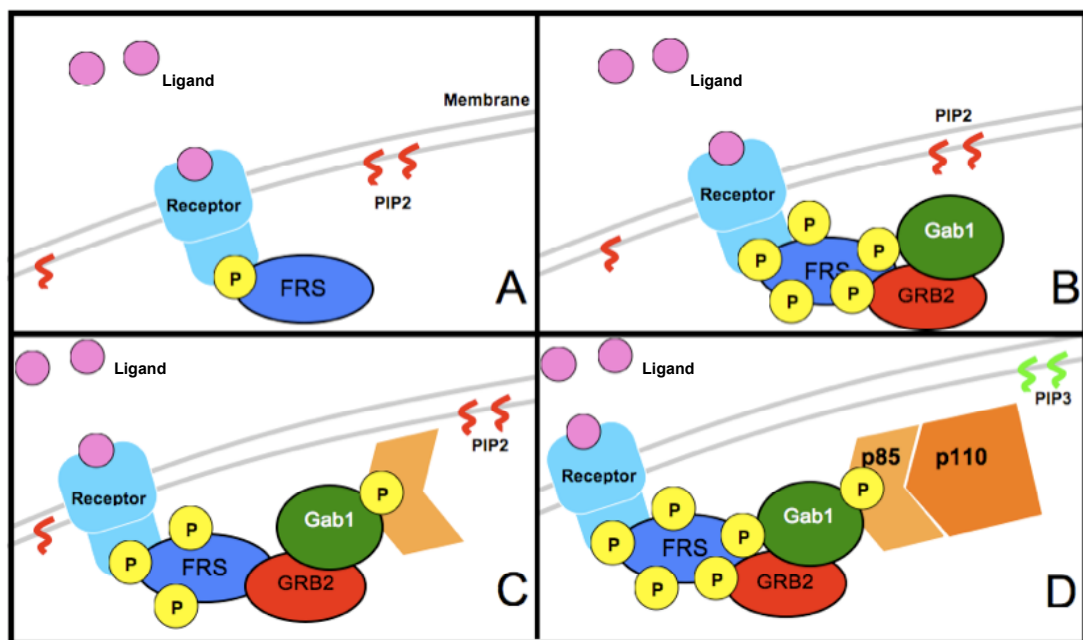 Ligand
Membrane
PIP2
Receptor
P
FRS
A
Ligand
PIP2
Receptor
P
Gab1
P
P
FRS
P
P
GRB2
B
Ligand
PIP2
Receptor
P
Gab1
P
P
FRS
GRB2
P
C
Ligand
PIP3
p85
p110
Receptor
P
P
Gab1
P
P
FRS
P
P
GRB2
D